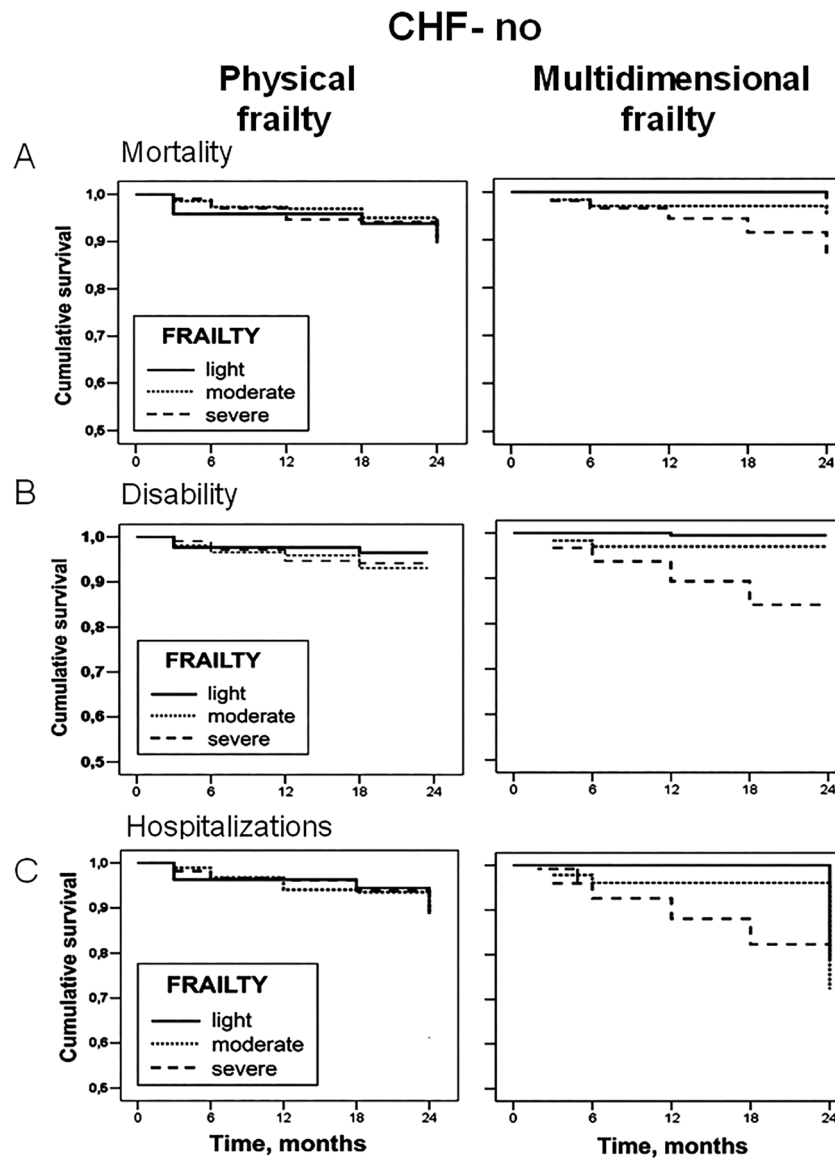 CHF- no
Physical
frailty
Multidimensional
frailty
A
Mortality
Cumulative survival
1,0
0,9
0,8
0,7
0,6
0,5
FRAILTY
light
moderate
severe
0 6 12 18 24
0 6 12 18 24
B
Disability
Cumulative survival
1,0
0,9
0,8
0,7
0,6
0,5
FRAILTY
light
moderate
severe
0 6 12 18 24
0 6 12 18 24
Hospitalizations
C
Cumulative survival
1,0
0,9
0,8
0,7
0,6
0,5
FRAILTY
light
moderate
severe
0 6 12 18 24
0 6 12 18 24
Time, months
Time, months